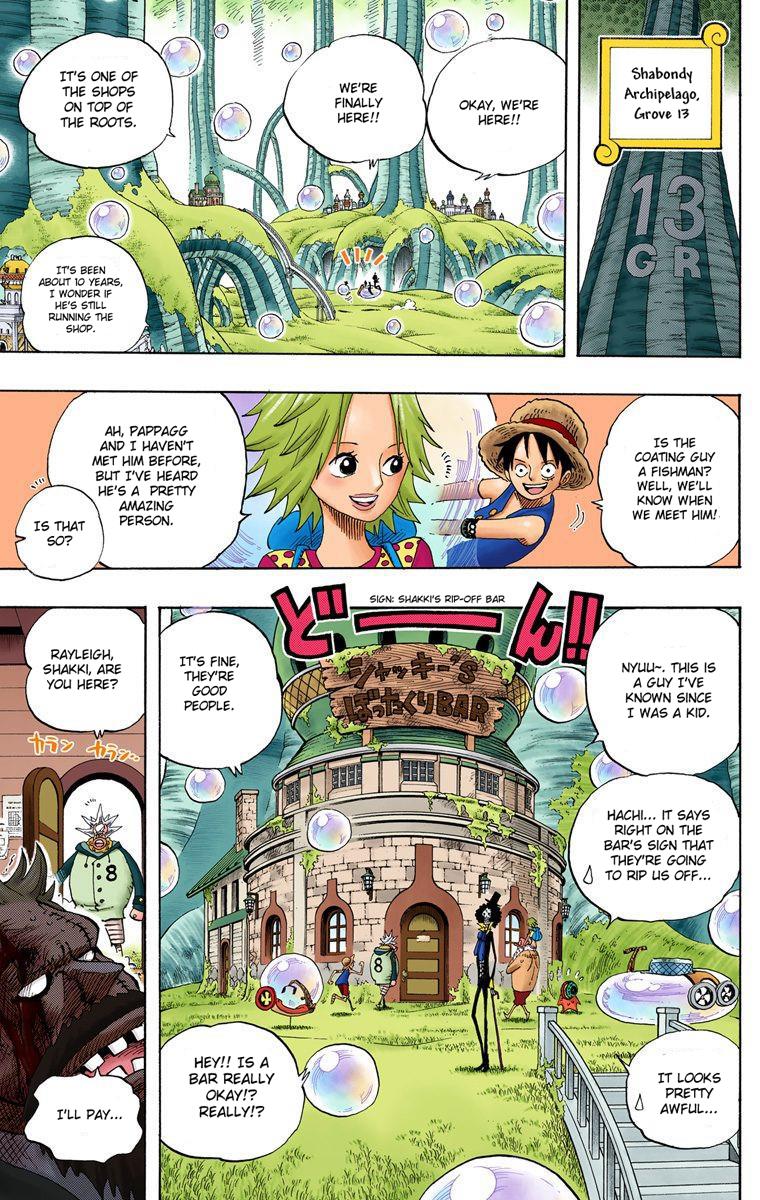 Shabondy
Archipelago,
Grove 13
13
GR
OKAY, WE'RE
HERE!!
WE'RE
FINALLY
HERE!!
IT'S ONE OF
THE SHOPS
ON TOP OF
THE ROOTS.
IT'S BEEN
ABOUT 10 YEARS,
I WONDER IF
HE'S STILL
RUNNING THE
SHOP.
IS THE
COATING GUY
A FISHMAN?
WELL, WE'LL
KNOW WHEN
WE MEET HIM!
AH, PAPPAGG
AND I HAVEN'T
MET HIM BEFORE,
BUT I'VE HEARD
HE'S A PRETTY
AMAZING
PERSON.
IS THAT
SO?
SIGN: SHAKKI'S RIP-OFF BAR
どーーん!!
シャッキー'S
ぼったくりBAR
NYUU~. THIS IS
A GUY I'VE
KNOWN SINCE
I WAS A KID.
IT'S FINE,
THEY'RE
GOOD
PEOPLE.
HACHI... IT SAYS
RIGHT ON THE
BAR'S SIGN THAT
THEY'RE GOING
TO RIP US OFF...
8
IT LOOKS
PRETTY
AWFUL...
HEY!! IS A
BAR REALLY
OKAY!?
REALLY!?
RAYLEIGH,
SHAKKI, ARE
YOU HERE?
カラン カラン..
8
I'LL PAY...